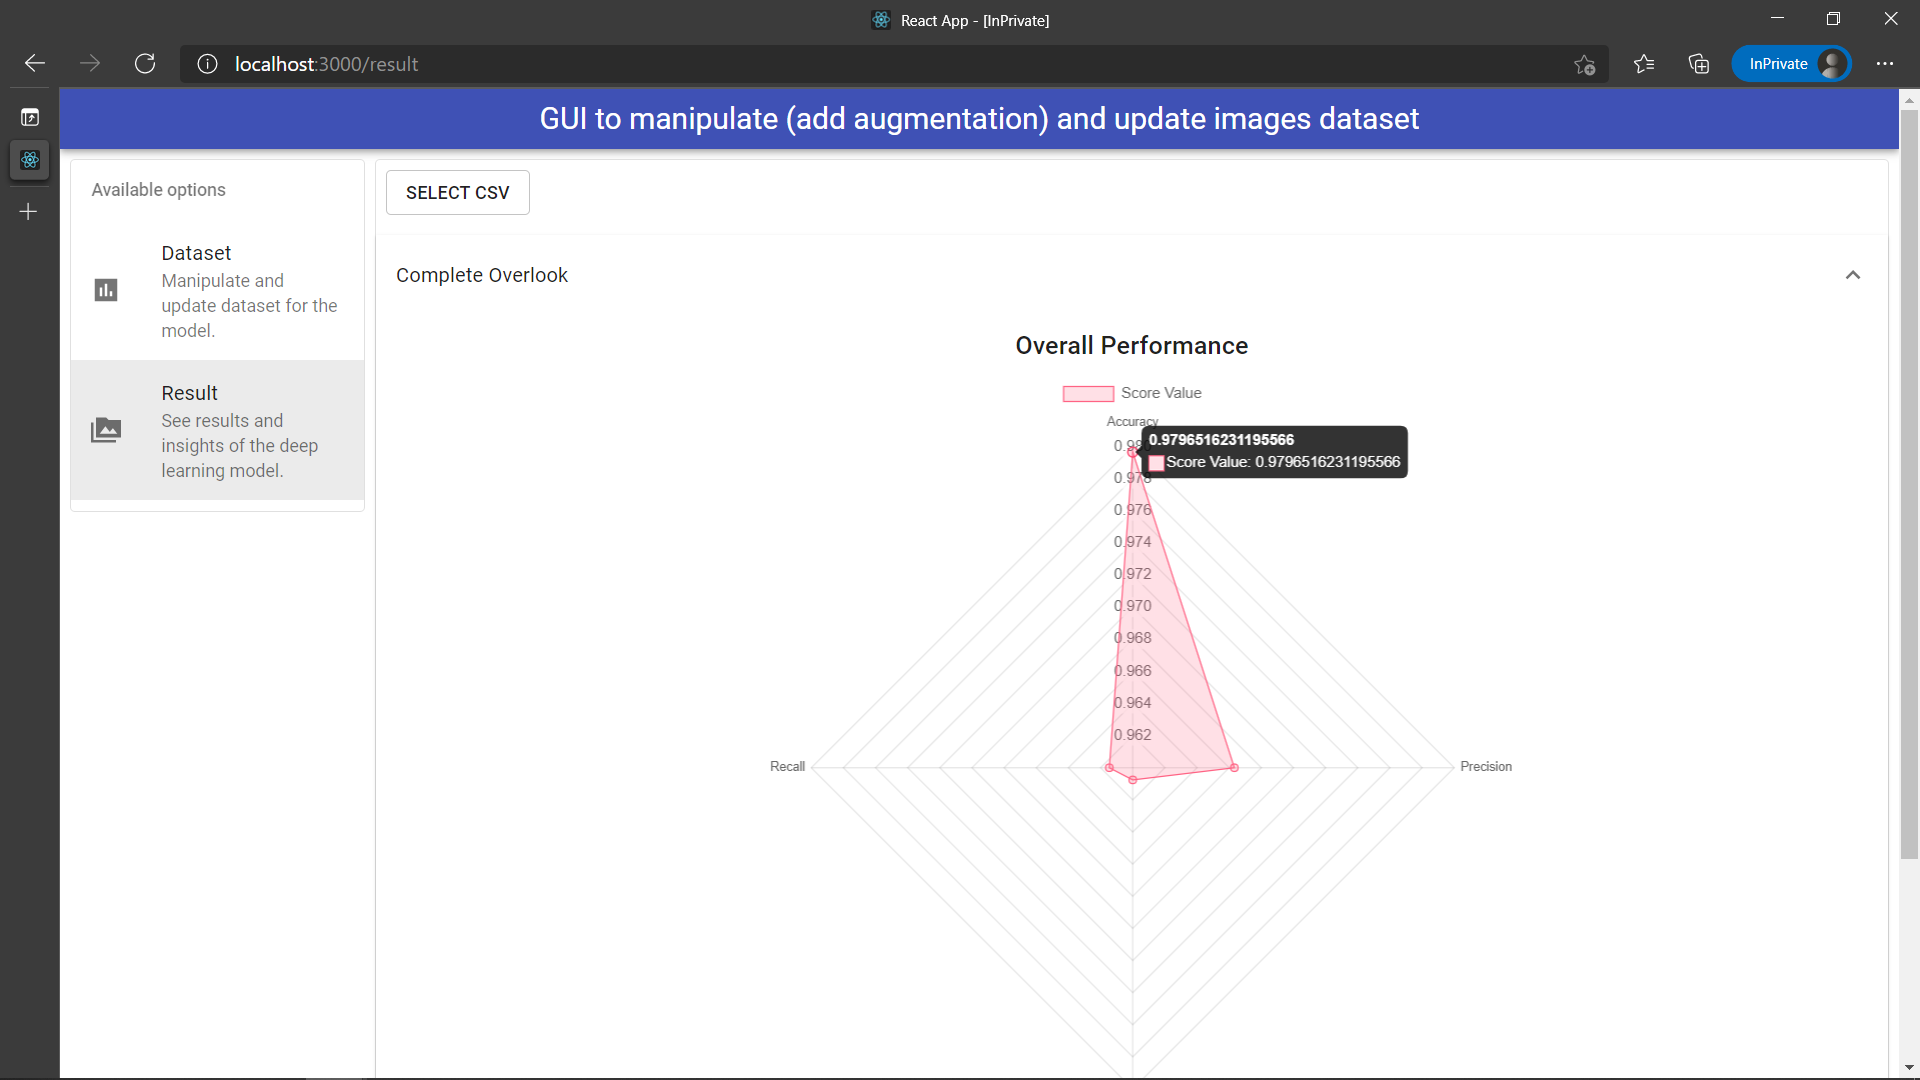 React App - [InPrivate]
localhost:3000/result
InPrivate
GUI to manipulate (add augmentation) and update images dataset
Available options
Dataset
Manipulate and
update dataset for the
model.
Result
See results and
insights of the deep
learning model.
SELECT CSV
Complete Overlook
Overall Performance
Score Value
Accuracy
0.9796516231195566
Score Value: 0.9796516231195566
0.978
0.976
0.974
0.972
0.970
0.968
0.966
0.964
0.962
Recall
Precision